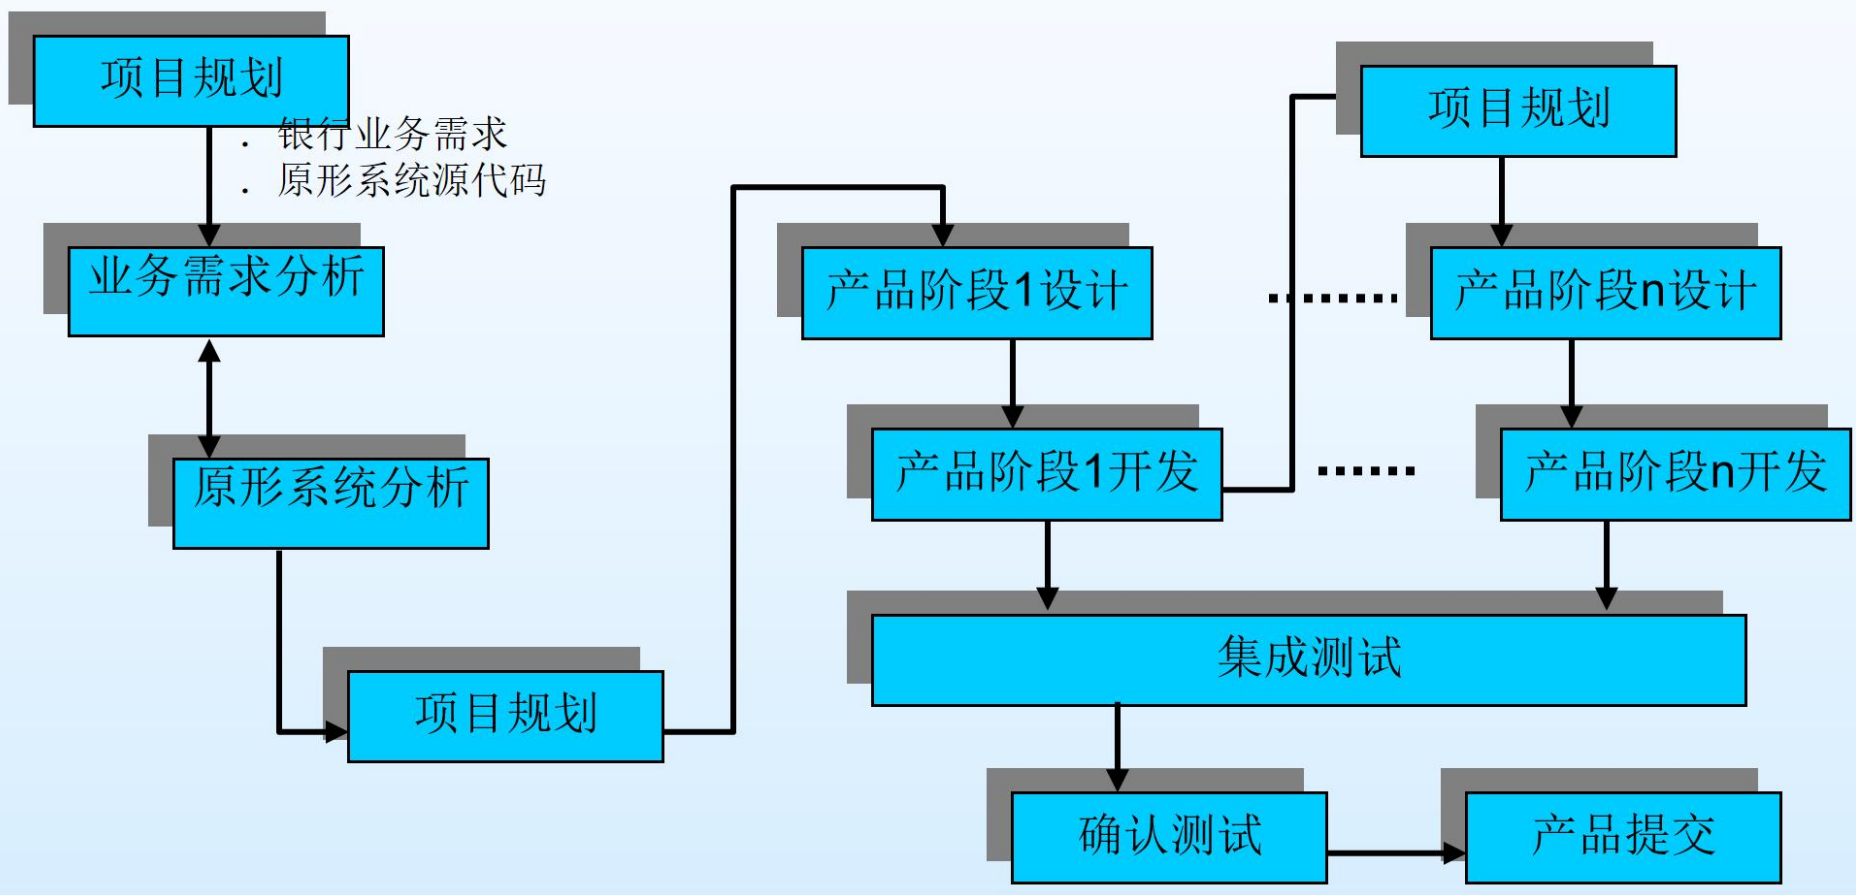 项目规划
. 银行业务需求
. 原形系统源代码
业务需求分析
原形系统分析
项目规划
产品阶段1设计
产品阶段1开发
项目规划
产品阶段n设计
产品阶段n开发
集成测试
确认测试
产品提交